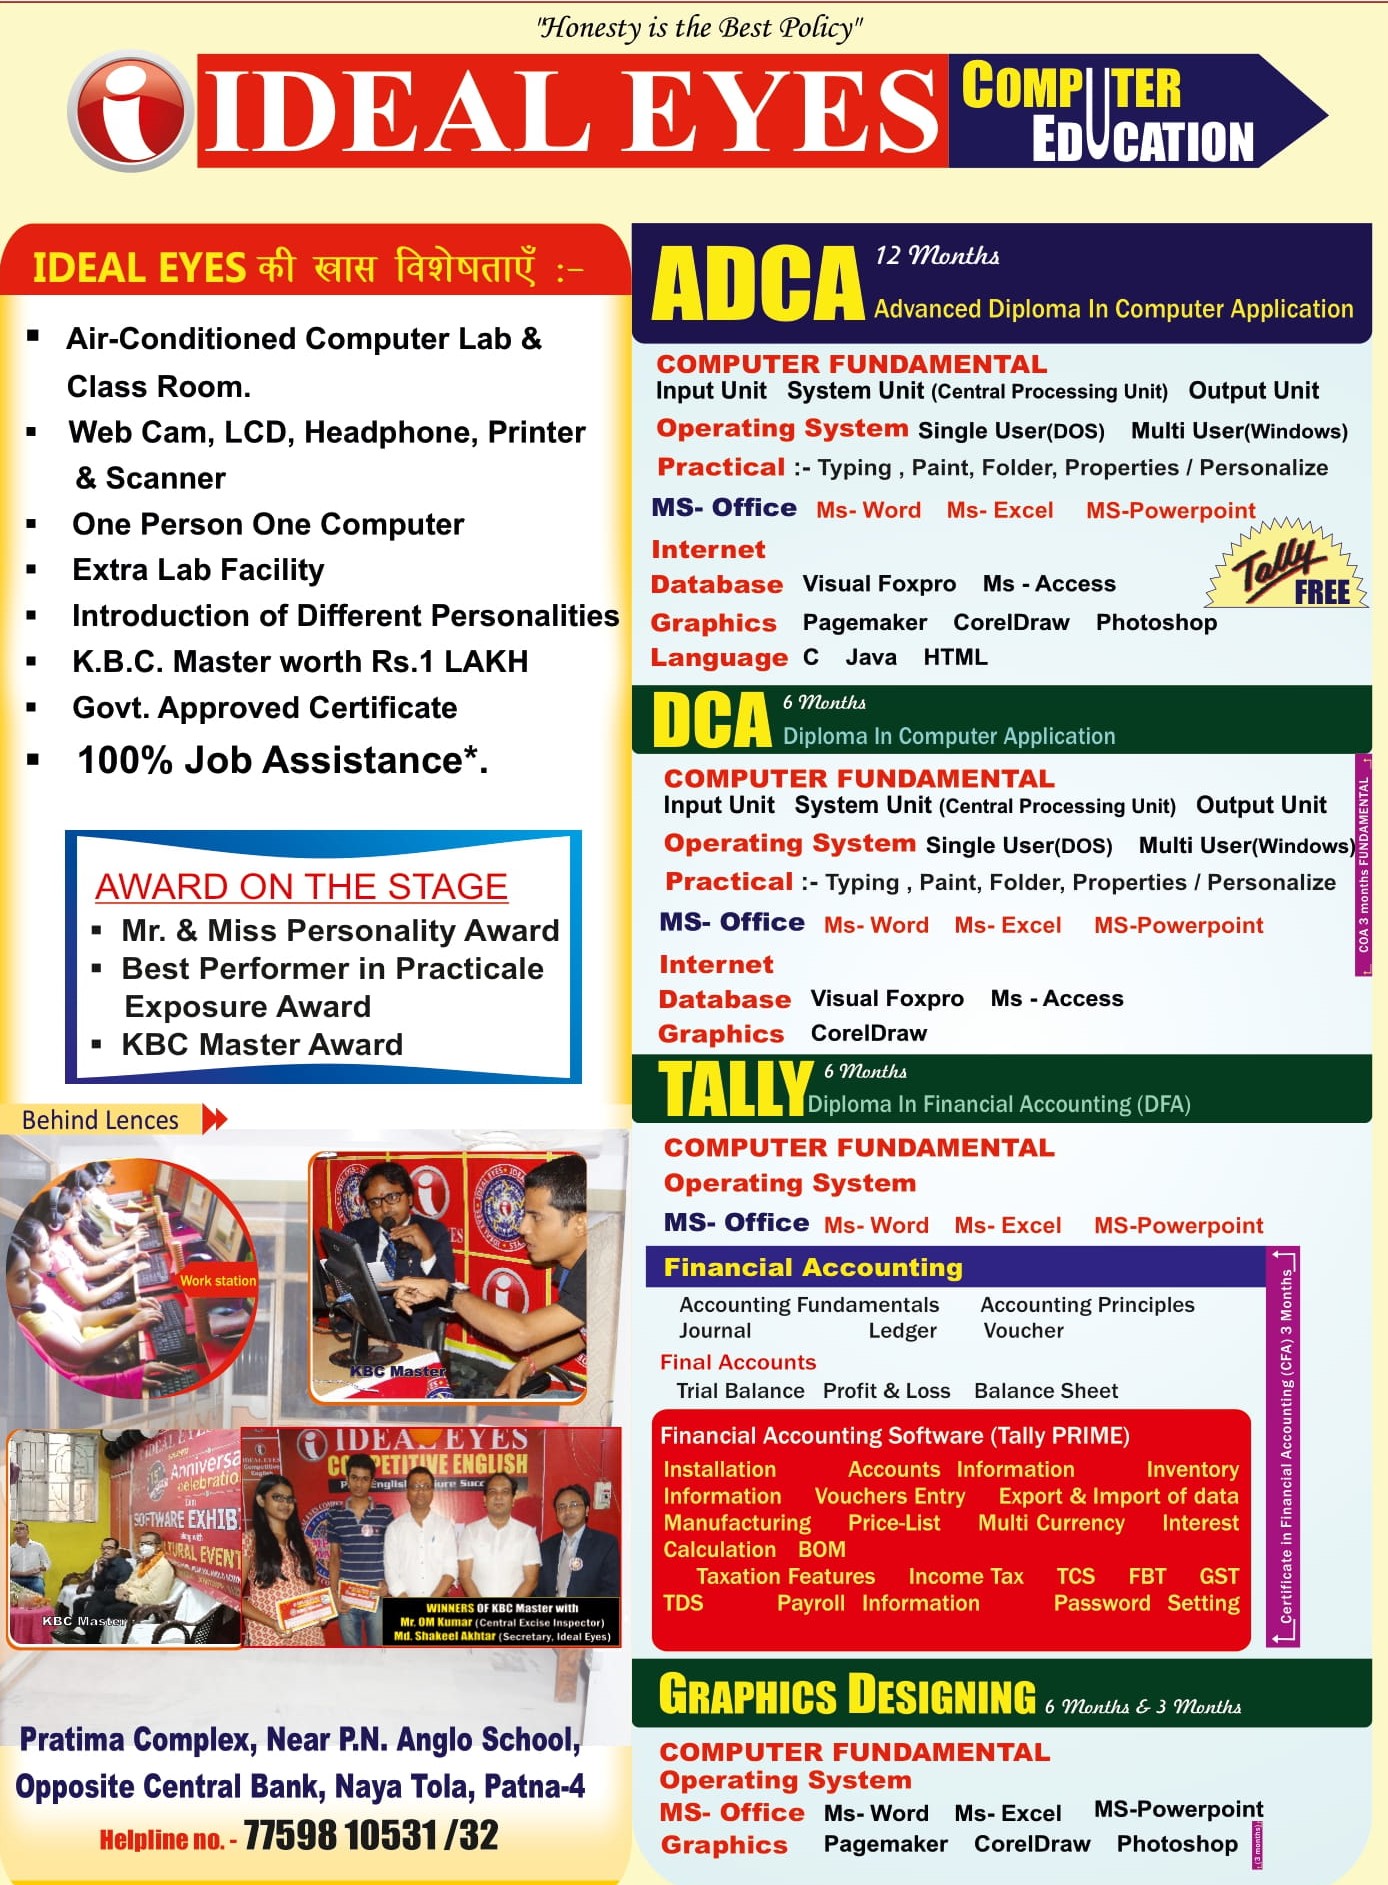 "Honesty is the Best Policy"
i IDEAL EYES COMPUTER
EDUCATION
IDEAL EYES की खास विशेषताएँ :–
▪ Air-Conditioned Computer Lab &
Class Room.
▪ Web Cam, LCD, Headphone, Printer
& Scanner
▪ One Person One Computer
▪ Extra Lab Facility
▪ Introduction of Different Personalities
▪ K.B.C. Master worth Rs.1 LAKH
▪ Govt. Approved Certificate
▪ 100% Job Assistance*.
AWARD ON THE STAGE
▪ Mr. & Miss Personality Award
▪ Best Performer in Practicale
Exposure Award
▪ KBC Master Award
Behind Lences
Work station
KBC Master
Anniversa
Celebratio
SOFTWARE EXHIB
TURAL EVENT
KBC Master
i IDEAL EYES
COMPETITIVE ENGLISH
WINNERS OF KBC Master with
Mr. OM Kumar (Central Excise Inspector)
Md. Shakeel Akhtar (Secretary, Ideal Eyes)
Pratima Complex, Near P.N. Anglo School,
Opposite Central Bank, Naya Tola, Patna-4
Helpline no. - 77598 10531 /32
ADCA 12 Months
Advanced Diploma In Computer Application
COMPUTER FUNDAMENTAL
Input Unit System Unit (Central Processing Unit) Output Unit
Operating System Single User(DOS) Multi User(Windows)
Practical :- Typing , Paint, Folder, Properties / Personalize
MS- Office Ms- Word Ms- Excel MS-Powerpoint
Internet
Database Visual Foxpro Ms - Access
Tally
FREE
Graphics Pagemaker CorelDraw Photoshop
Language C Java HTML
DCA 6 Months
Diploma In Computer Application
COMPUTER FUNDAMENTAL
Input Unit System Unit (Central Processing Unit) Output Unit
Operating System Single User(DOS) Multi User(Windows)
Practical :- Typing , Paint, Folder, Properties / Personalize
MS- Office Ms- Word Ms- Excel MS-Powerpoint
Internet
Database Visual Foxpro Ms - Access
Graphics CorelDraw
COA 3 months FUNDAMENTAL
TALLY 6 Months
Diploma In Financial Accounting (DFA)
COMPUTER FUNDAMENTAL
Operating System
MS- Office Ms- Word Ms- Excel MS-Powerpoint
Financial Accounting
Accounting Fundamentals Accounting Principles
Journal Ledger Voucher
Final Accounts
Trial Balance Profit & Loss Balance Sheet
Financial Accounting Software (Tally PRIME)
Installation Accounts Information Inventory
Information Vouchers Entry Export & Import of data
Manufacturing Price-List Multi Currency Interest
Calculation BOM
Taxation Features Income Tax TCS FBT GST
TDS Payroll Information Password Setting
Certificate in Financial Accounting (CFA) 3 Months
GRAPHICS DESIGNING 6 Months & 3 Months
COMPUTER FUNDAMENTAL
Operating System
MS- Office Ms- Word Ms- Excel MS-Powerpoint
Graphics Pagemaker CorelDraw Photoshop
(3 months)